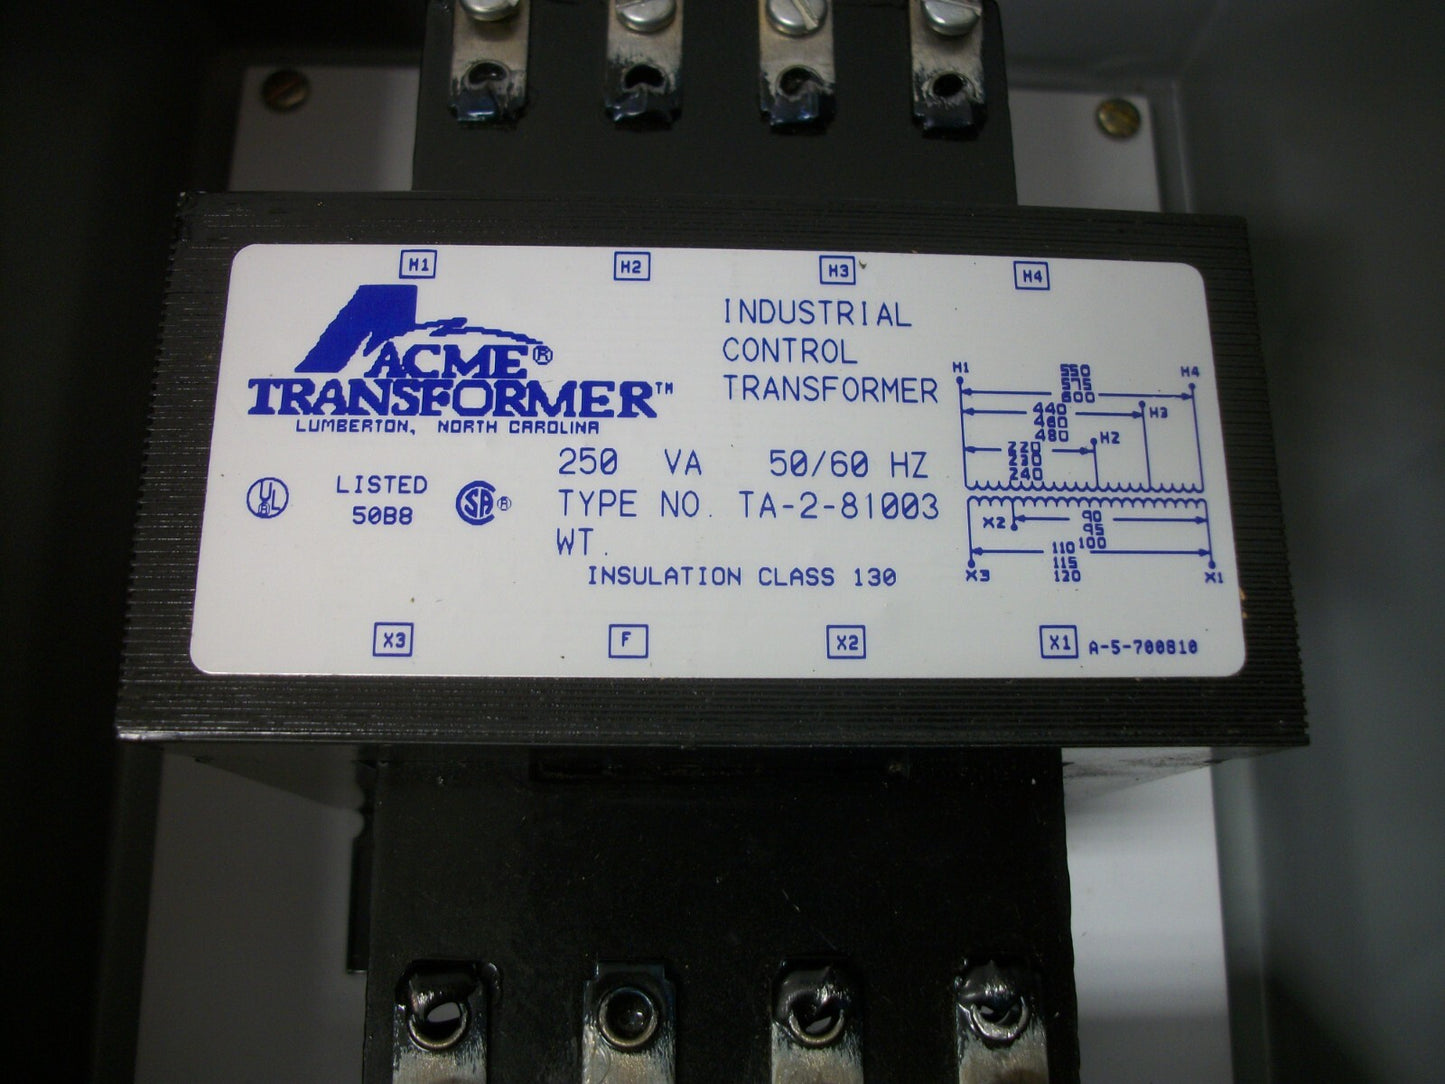 H1 H2 H3 H4
ACME®
TRANSFORMER™
LUMBERTON, NORTH CAROLINA
INDUSTRIAL
CONTROL
TRANSFORMER
UL®
LISTED
50B8
SA®
250 VA 50/60 HZ
TYPE NO. TA-2-81003
WT.
INSULATION CLASS 130
H1 H4
550
575
600
H3
440
460
480
H2
220
230
240
X2
90
95
100
110
115
120
X3 X1
X3 F X2 X1 A-5-700810